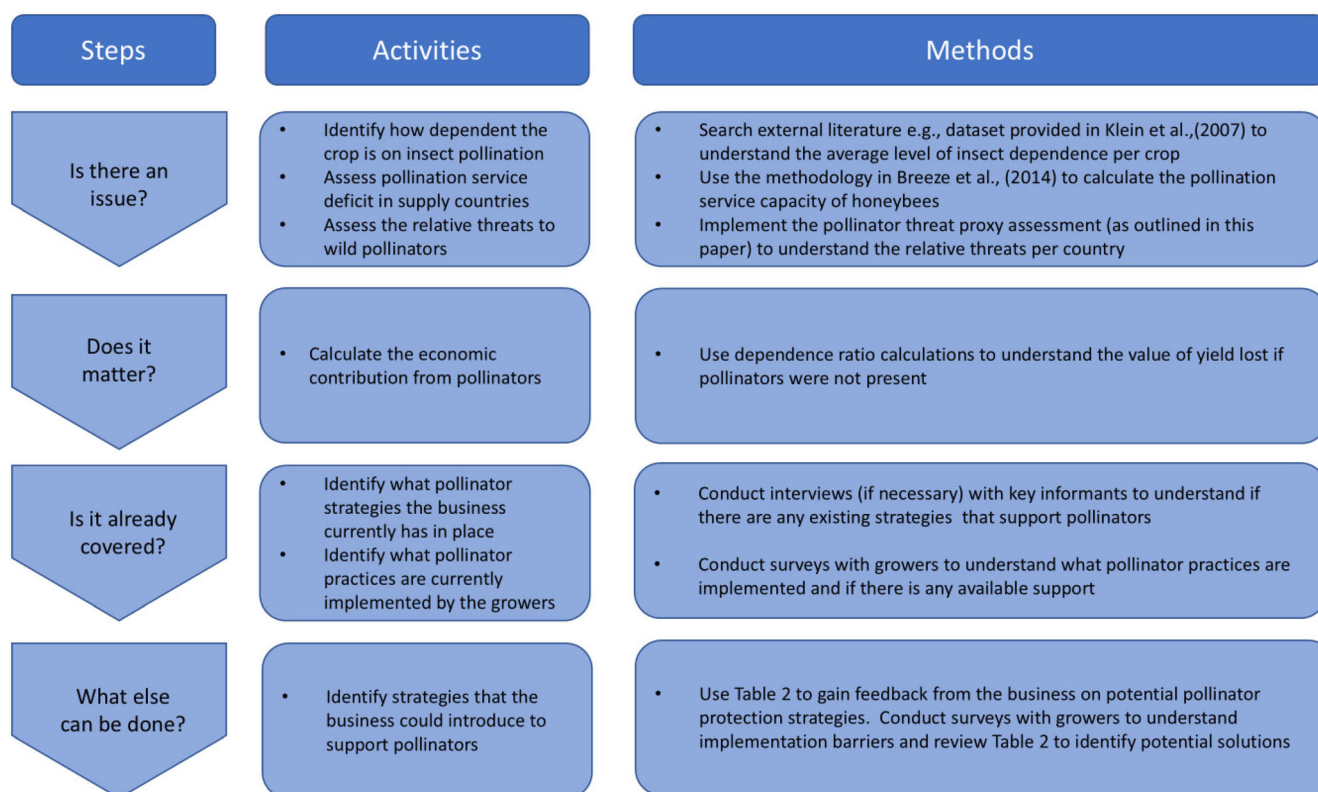 Steps
Activities
Methods
Is there an
issue?
• Identify how dependent the
crop is on insect pollination
• Assess pollination service
deficit in supply countries
• Assess the relative threats to
wild pollinators
• Search external literature e.g., dataset provided in Klein et al.,(2007) to
understand the average level of insect dependence per crop
• Use the methodology in Breeze et al., (2014) to calculate the pollination
service capacity of honeybees
• Implement the pollinator threat proxy assessment (as outlined in this
paper) to understand the relative threats per country
Does it
matter?
• Calculate the economic
contribution from pollinators
• Use dependence ratio calculations to understand the value of yield lost if
pollinators were not present
Is it already
covered?
• Identify what pollinator
strategies the business
currently has in place
• Identify what pollinator
practices are currently
implemented by the growers
• Conduct interviews (if necessary) with key informants to understand if
there are any existing strategies that support pollinators
• Conduct surveys with growers to understand what pollinator practices are
implemented and if there is any available support
What else
can be done?
• Identify strategies that the
business could introduce to
support pollinators
• Use Table 2 to gain feedback from the business on potential pollinator
protection strategies. Conduct surveys with growers to understand
implementation barriers and review Table 2 to identify potential solutions